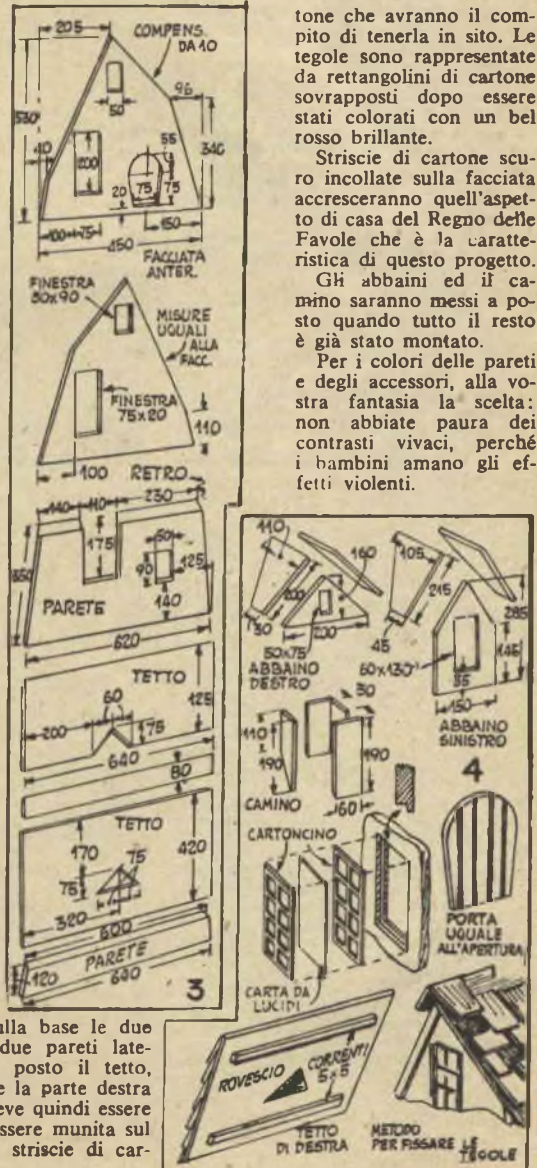 205
COMPENS.
DA 10
96
530
50
40
200
55
340
20
75
75
100
75
150
450
FACCIATA
ANTER.
FINESTRA
50x90
MISURE
UGUALI
ALLA
FACC.
FINESTRA
75x20
110
100
RETRO
140
110
230
175
50
90
125
350
140
PARETE
620
TETTO
60
125
200
75
640
80
TETTO
170
75
420
75
320
600
PARETE
120
640
3
ulla base le due
due pareti late-
posto il tetto,
e la parte destra
eve quindi essere
ssere munita sul
striscie di car-
tone che avranno il com-
pito di tenerla in sito. Le
tegole sono rappresentate
da rettangolini di cartone
sovrapposti dopo essere
stati colorati con un bel
rosso brillante.
Striscie di cartone scu-
ro incollate sulla facciata
accresceranno quell'aspet-
to di casa del Regno delle
Favole che è la caratte-
ristica di questo progetto.
Gli abbaini ed il ca-
mino saranno messi a po-
sto quando tutto il resto
è già stato montato.
Per i colori delle pareti
e degli accessori, alla vo-
stra fantasia la scelta:
non abbiate paura dei
contrasti vivaci, perché
i bambini amano gli ef-
fetti violenti.
110
160
200
30
200
50x75
ABBAINO
DESTRO
105
215
45
285
145
60x130
35
150
ABBAINO
SINISTRO
4
30
110
190
190
CAMINO
60
CARTONCINO
CARTA DA
LUCIDI
PORTA
UGUALE
ALL'APERTURA
ROVESCIO
CORRENTI
5x5
TETTO
DI DESTRA
METODO
PER FISSARE LE
TEGOLE